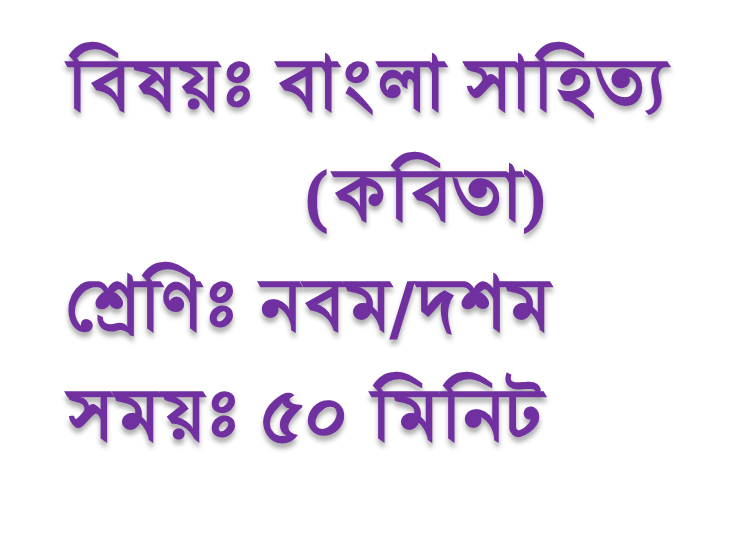 বিষয়ঃ বাংলা সাহিত্য
(কবিতা)
শ্রেণিঃ নবম/দশম
সময়ঃ ৫০ মিনিট